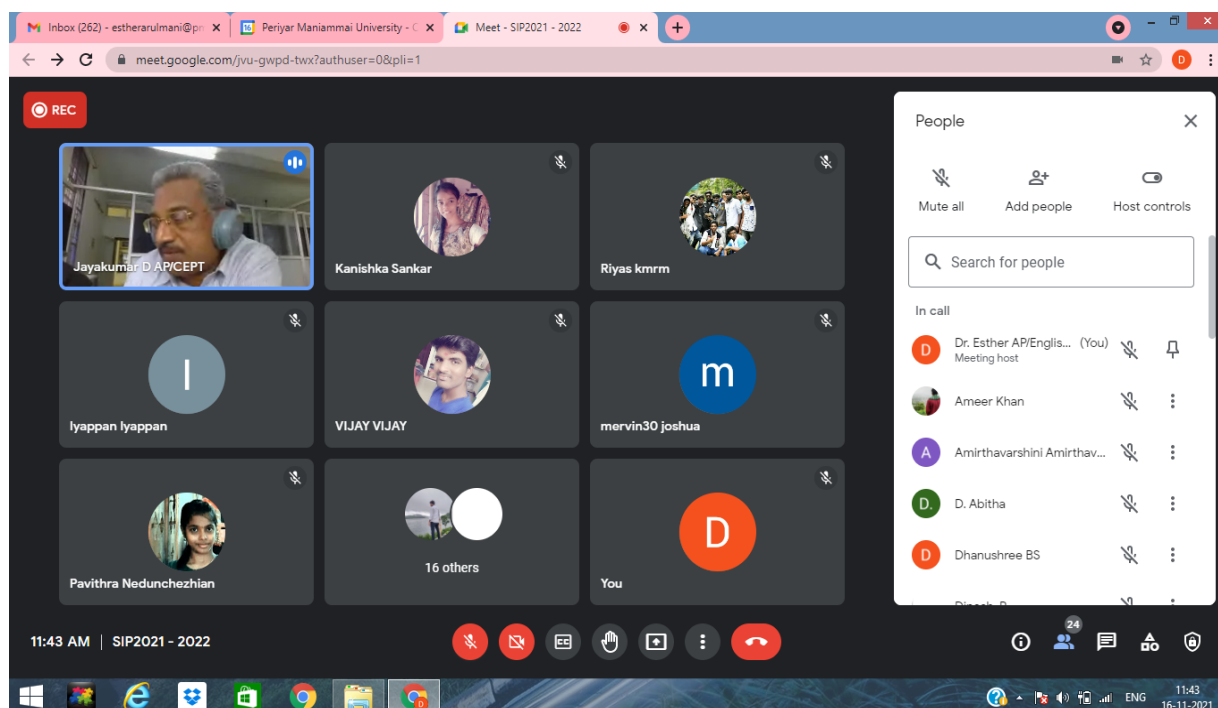 Inbox (262) - estherarulmani@pr
Periyar Maniammai University - C
Meet - SIP2021 - 2022
meet.google.com/jvu-gwpd-twx?authuser=0&pli=1
D
REC
Jayakumar D AP/CEPT
Kanishka Sankar
Riyas kmrm
I
Iyappan Iyappan
VIJAY VIJAY
m
mervin30 joshua
Pavithra Nedunchezhian
16 others
D
You
People
Mute all
Add people
Host controls
Search for people
In call
D
Dr. Esther AP/Englis... (You)
Meeting host
Ameer Khan
A
Amirthavarshini Amirthav...
D.
D. Abitha
D
Dhanushree BS
11:43 AM | SIP2021 - 2022
CC
24
ENG
11:43
16-11-2021